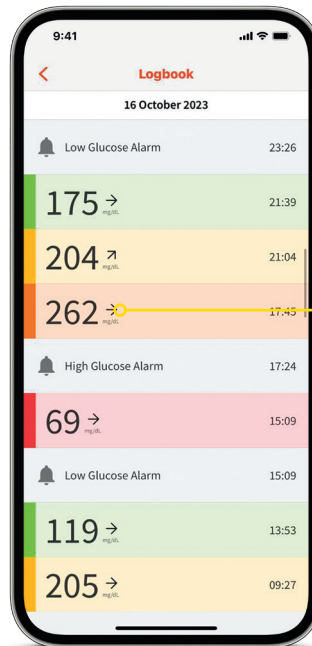 9:41
Logbook
16 October 2023
Low Glucose Alarm 23:26
175 → 21:39
mg/dL
204 ↗ 21:04
mg/dL
262 → 17:45
mg/dL
High Glucose Alarm 17:24
69 → 15:09
mg/dL
Low Glucose Alarm 15:09
119 → 13:53
mg/dL
205 → 09:27
mg/dL